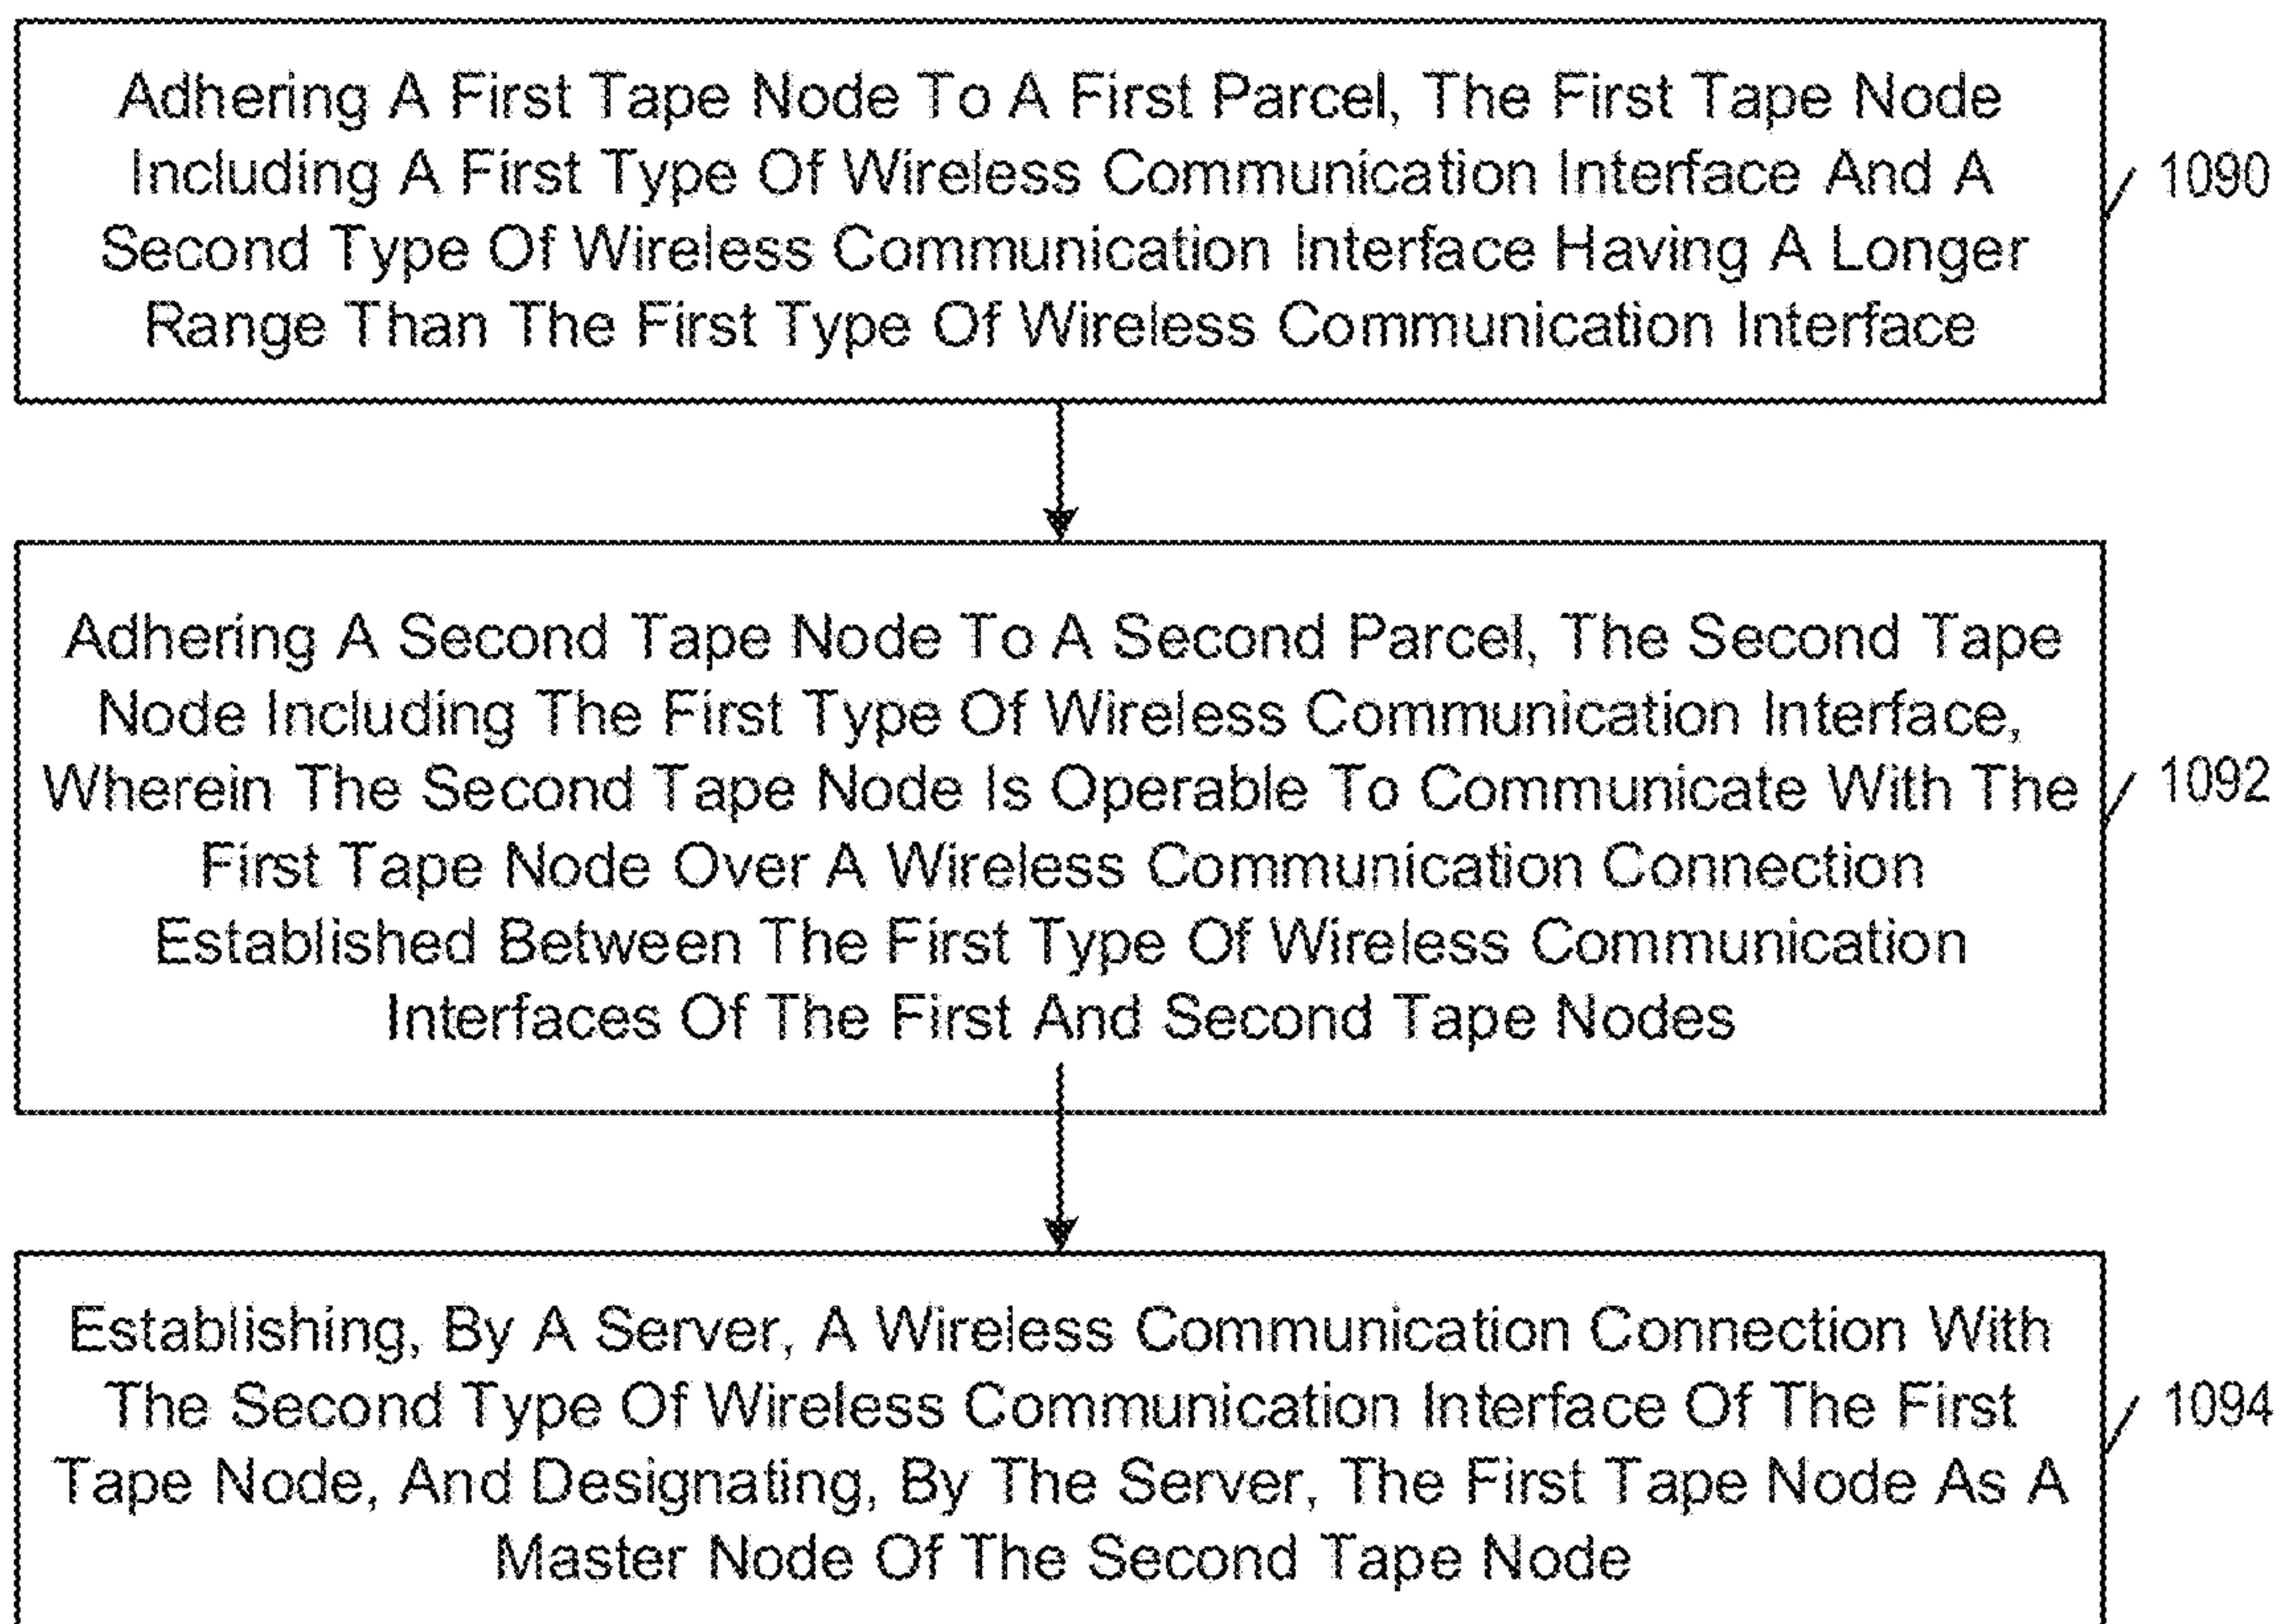 Adhering A First Tape Node To A First Parcel, The First Tape Node
Including A First Type Of Wireless Communication Interface And A
Second Type Of Wireless Communication Interface Having A Longer
Range Than The First Type Of Wireless Communication Interface
1090
Adhering A Second Tape Node To A Second Parcel, The Second Tape
Node Including The First Type Of Wireless Communication Interface,
Wherein The Second Tape Node Is Operable To Communicate With The
First Tape Node Over A Wireless Communication Connection
Established Between The First Type Of Wireless Communication
Interfaces Of The First And Second Tape Nodes
1092
Establishing, By A Server, A Wireless Communication Connection With
The Second Type Of Wireless Communication Interface Of The First
Tape Node, And Designating, By The Server, The First Tape Node As A
Master Node Of The Second Tape Node
1094